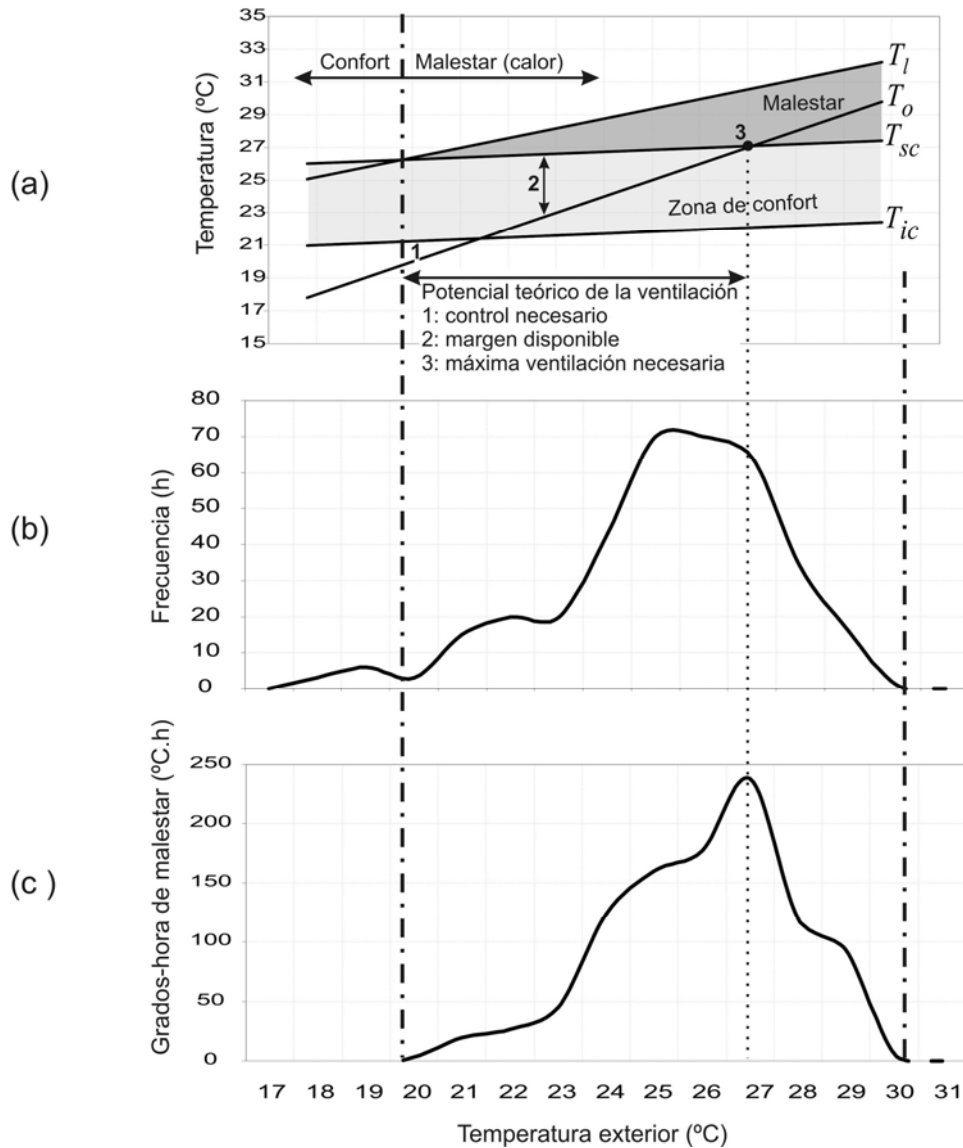 (a)
Temperatura (ºC)
35
33
31
29
27
25
23
21
19
17
15
Confort
Malestar (calor)
Malestar
Zona de confort
T_l
T_o
T_sc
T_ic
3
2
1
Potencial teórico de la ventilación
1: control necesario
2: margen disponible
3: máxima ventilación necesaria
(b)
Frecuencia (h)
80
70
60
50
40
30
20
10
0
(c )
Grados-hora de malestar (ºC.h)
250
200
150
100
50
0
17 18 19 20 21 22 23 25 26 27 28 29 30 31
Temperatura exterior (ºC)